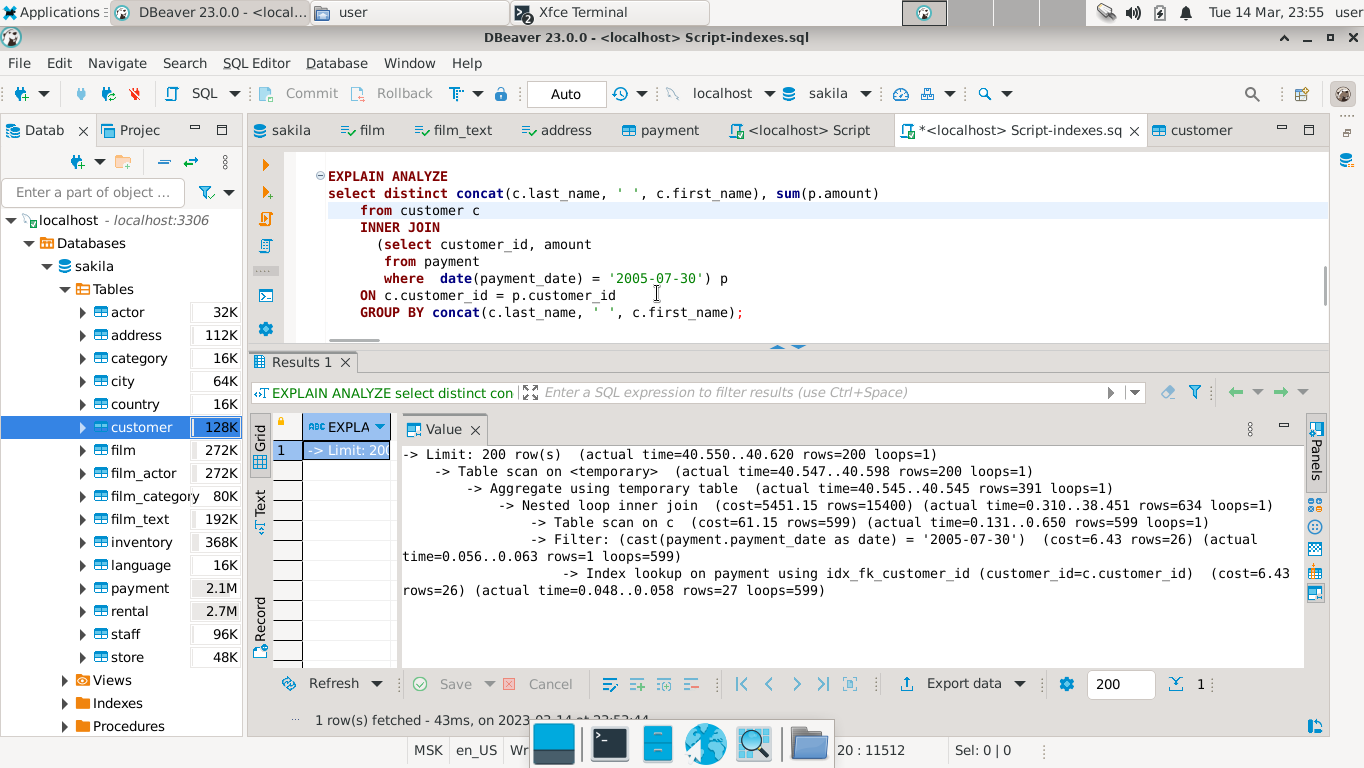 Applications
DBeaver 23.0.0 - <local...
user
Xfce Terminal
Tue 14 Mar, 23:55
user
DBeaver 23.0.0 - <localhost> Script-indexes.sql
File Edit Navigate Search SQL Editor Database Window Help
SQL
Commit
Rollback
Auto
localhost
sakila
Datab
Projec
sakila
film
film_text
address
payment
<localhost> Script
*<localhost> Script-indexes.sq
customer
Enter a part of object ...
localhost - localhost:3306
Databases
sakila
Tables
actor 32K
address 112K
category 16K
city 64K
country 16K
customer 128K
film 272K
film_actor 272K
film_category 80K
film_text 192K
inventory 368K
language 16K
payment 2.1M
rental 2.7M
staff 96K
store 48K
Views
Indexes
Procedures
EXPLAIN ANALYZE
select distinct concat(c.last_name, ' ', c.first_name), sum(p.amount)
from customer c
INNER JOIN
(select customer_id, amount
from payment
where date(payment_date) = '2005-07-30') p
ON c.customer_id = p.customer_id
GROUP BY concat(c.last_name, ' ', c.first_name);
Results 1
EXPLAIN ANALYZE select distinct con
Enter a SQL expression to filter results (use Ctrl+Space)
Grid
Text
Record
ABC EXPLA
1 -> Limit: 200
Value
-> Limit: 200 row(s) (actual time=40.550..40.620 rows=200 loops=1)
-> Table scan on <temporary> (actual time=40.547..40.598 rows=200 loops=1)
-> Aggregate using temporary table (actual time=40.545..40.545 rows=391 loops=1)
-> Nested loop inner join (cost=5451.15 rows=15400) (actual time=0.310..38.451 rows=634 loops=1)
-> Table scan on c (cost=61.15 rows=599) (actual time=0.131..0.650 rows=599 loops=1)
-> Filter: (cast(payment.payment_date as date) = '2005-07-30') (cost=6.43 rows=26) (actual
time=0.056..0.063 rows=1 loops=599)
-> Index lookup on payment using idx_fk_customer_id (customer_id=c.customer_id) (cost=6.43
rows=26) (actual time=0.048..0.058 rows=27 loops=599)
Panels
Refresh
Save
Cancel
Export data
200
1
1 row(s) fetched - 43ms, on 2023-03-14 at 23:53:44
MSK
en_US
Wr
20 : 11512
Sel: 0 | 0